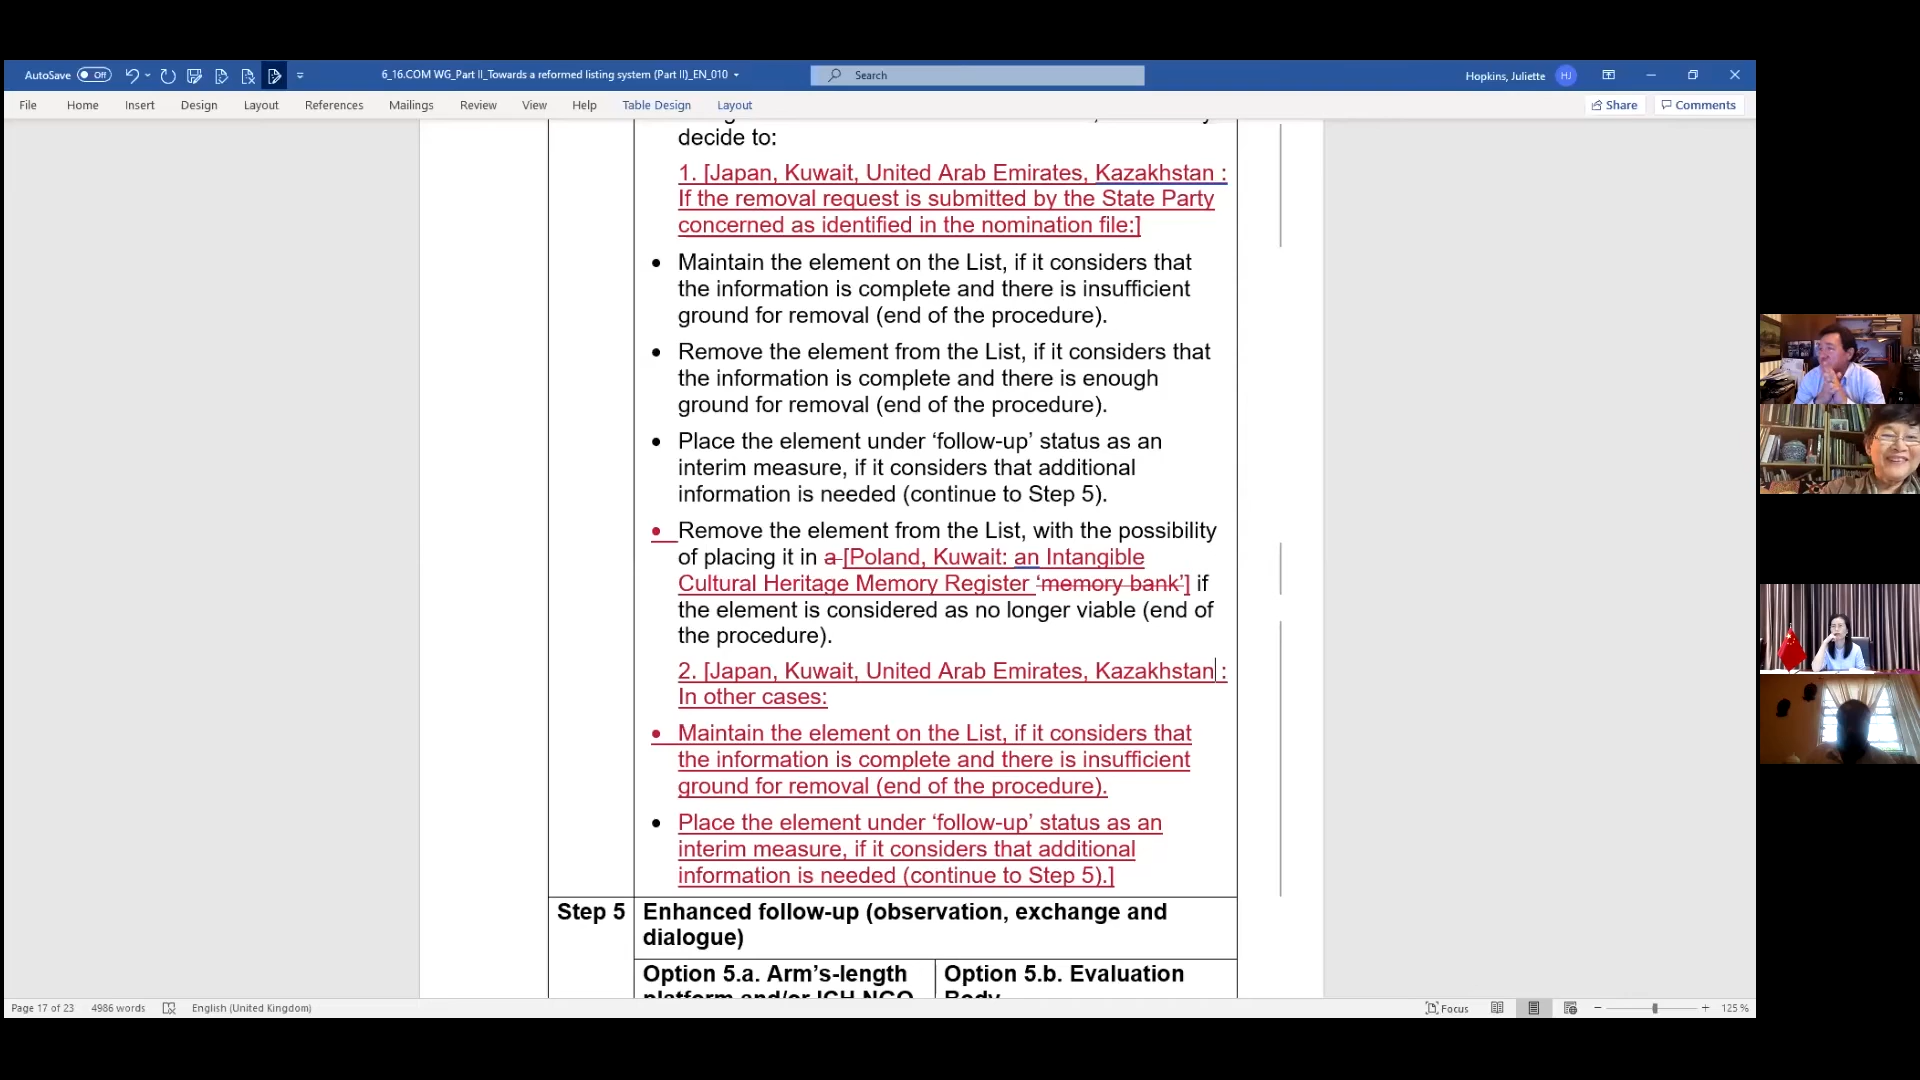 AutoSave Off 6_16.COM WG_Part II_Towards a reformed listing system (Part II)_EN_010 Search Hopkins, Juliette HJ
File Home Insert Design Layout References Mailings Review View Help Table Design Layout Share Comments
decide to:
1. [Japan, Kuwait, United Arab Emirates, Kazakhstan :
If the removal request is submitted by the State Party
concerned as identified in the nomination file:]
• Maintain the element on the List, if it considers that
the information is complete and there is insufficient
ground for removal (end of the procedure).
• Remove the element from the List, if it considers that
the information is complete and there is enough
ground for removal (end of the procedure).
• Place the element under ‘follow-up’ status as an
interim measure, if it considers that additional
information is needed (continue to Step 5).
• Remove the element from the List, with the possibility
of placing it in a [Poland, Kuwait: an Intangible
Cultural Heritage Memory Register ‘memory bank’] if
the element is considered as no longer viable (end of
the procedure).
2. [Japan, Kuwait, United Arab Emirates, Kazakhstan :
In other cases:
• Maintain the element on the List, if it considers that
the information is complete and there is insufficient
ground for removal (end of the procedure).
• Place the element under ‘follow-up’ status as an
interim measure, if it considers that additional
information is needed (continue to Step 5).]
Step 5 Enhanced follow-up (observation, exchange and
dialogue)
Option 5.a. Arm’s-length Option 5.b. Evaluation
platform and/or ICH NGO Body
Page 17 of 23 4986 words English (United Kingdom) Focus 125 %